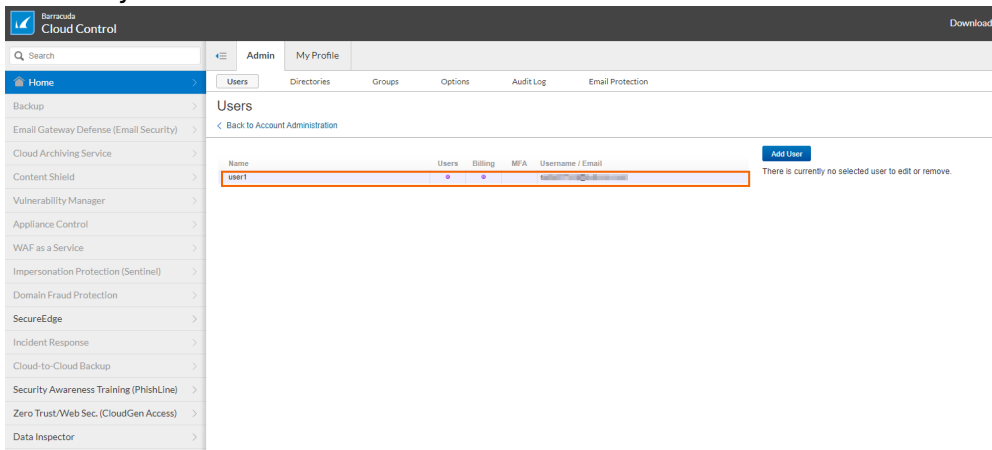 Barracuda
Cloud Control
Download
Search
Admin
My Profile
Home
Users
Directories
Groups
Options
Audit Log
Email Protection
Backup
Users
Email Gateway Defense (Email Security)
< Back to Account Administration
Cloud Archiving Service
Add User
Name
Users
Billing
MFA
Username / Email
Content Shield
user1
There is currently no selected user to edit or remove.
Vulnerability Manager
Appliance Control
WAF as a Service
Impersonation Protection (Sentinel)
Domain Fraud Protection
SecureEdge
Incident Response
Cloud-to-Cloud Backup
Security Awareness Training (PhishLine)
Zero Trust/Web Sec. (CloudGen Access)
Data Inspector